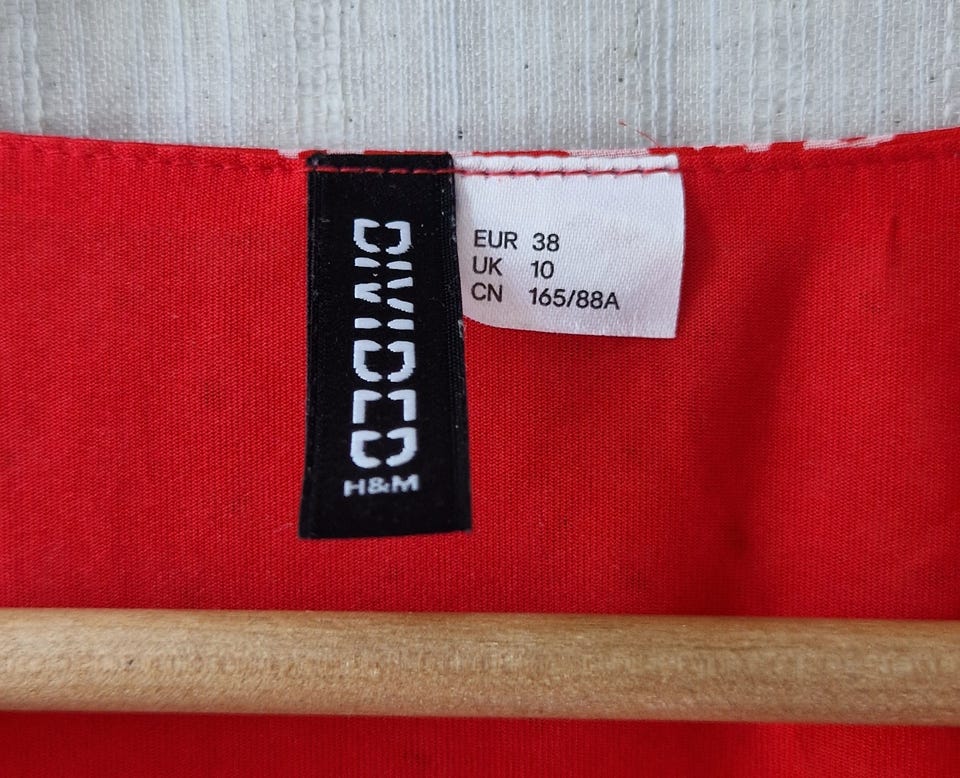 DIVIDED
H&M
EUR 38
UK 10
CN 165/88A